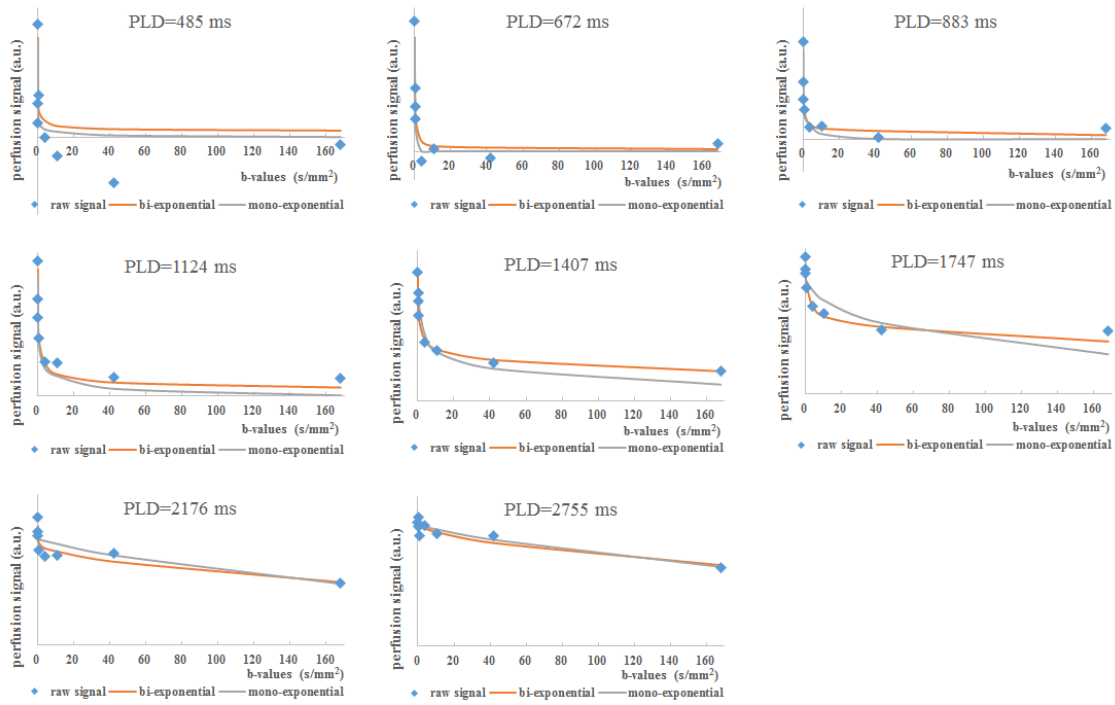 PLD=485 ms
perfusion signal (a.u.)
0 20 40 60 80 100 120 140 160
b-values (s/mm²)
raw signal bi-exponential mono-exponential
PLD=672 ms
perfusion signal (a.u.)
0 20 40 60 80 100 120 140 160
b-values (s/mm²)
raw signal bi-exponential mono-exponential
PLD=883 ms
perfusion signal (a.u.)
0 20 40 60 80 100 120 140 160
b-values (s/mm²)
raw signal bi-exponential mono-exponential
PLD=1124 ms
perfusion signal (a.u.)
0 20 40 60 80 100 120 140 160
b-values (s/mm²)
raw signal bi-exponential mono-exponential
PLD=1407 ms
perfusion signal (a.u.)
0 20 40 60 80 100 120 140 160
b-values (s/mm²)
raw signal bi-exponential mono-exponential
PLD=1747 ms
perfusion signal (a.u.)
0 20 40 60 80 100 120 140 160
b-values (s/mm²)
raw signal bi-exponential mono-exponential
PLD=2176 ms
perfusion signal (a.u.)
0 20 40 60 80 100 120 140 160
b-values (s/mm²)
raw signal bi-exponential mono-exponential
PLD=2755 ms
perfusion signal (a.u.)
0 20 40 60 80 100 120 140 160
b-values (s/mm²)
raw signal bi-exponential mono-exponential